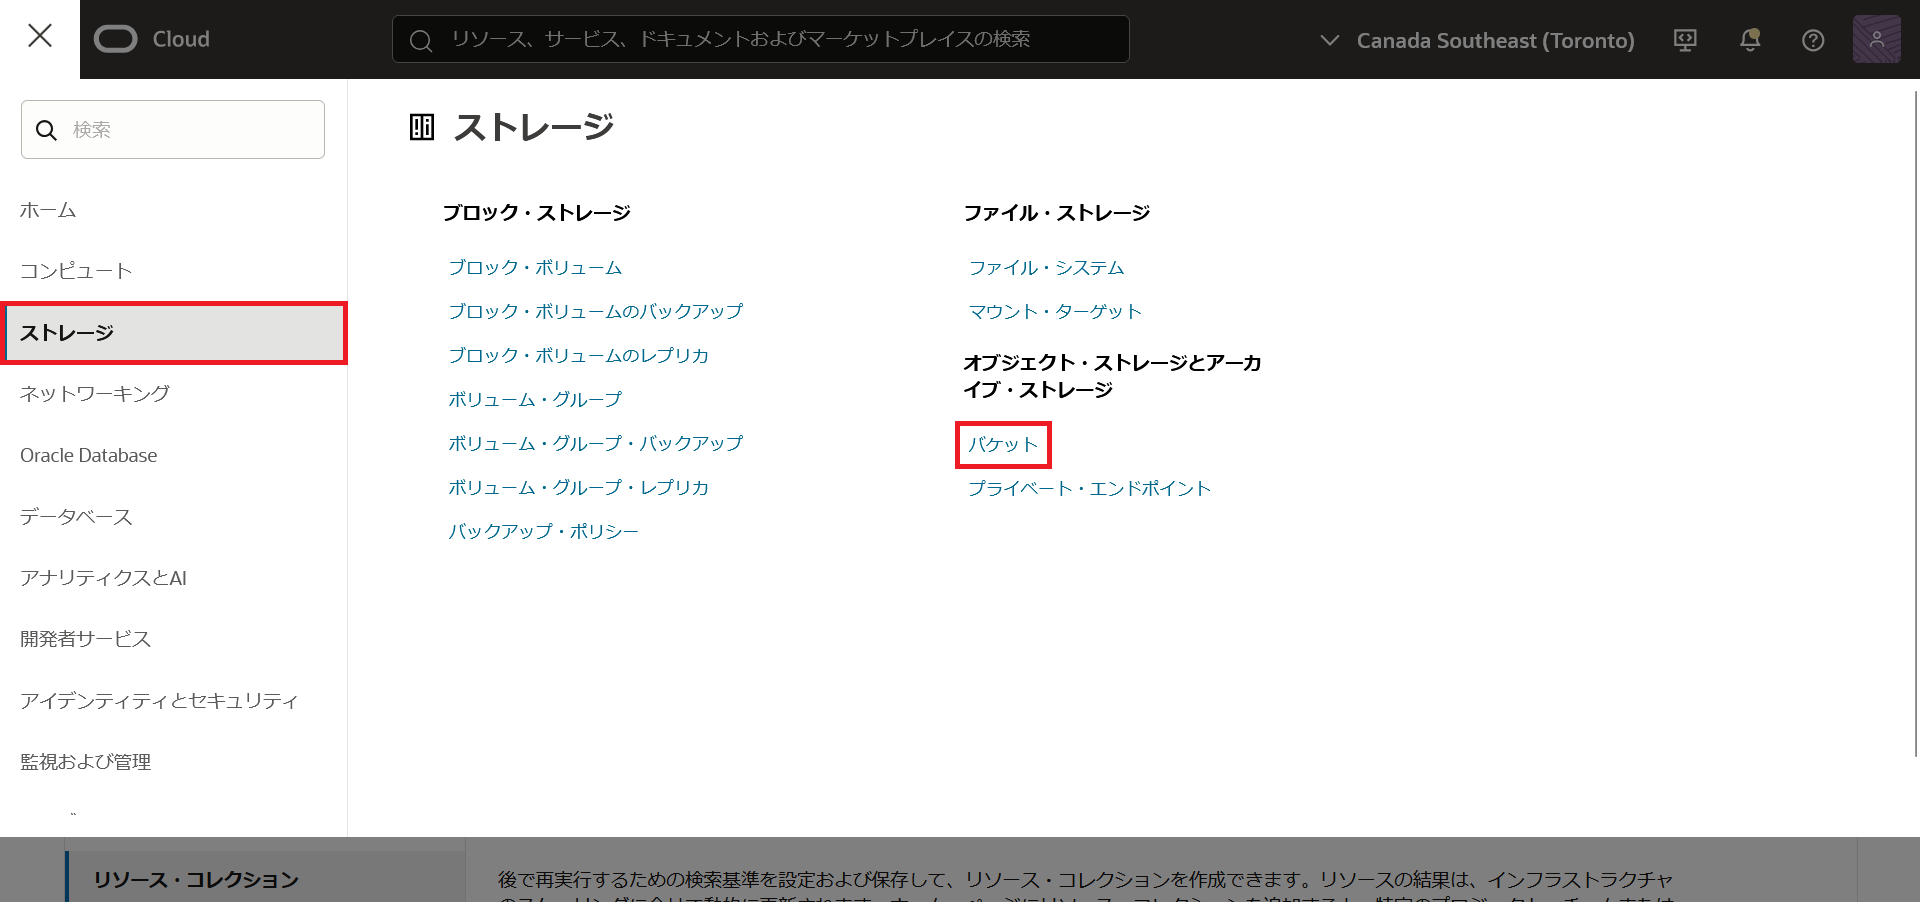 Cloud
リソース、サービス、ドキュメントおよびマーケットプレイスの検索
Canada Southeast (Toronto)
検索
ホーム
コンピュート
ストレージ
ネットワーキング
Oracle Database
データベース
アナリティクスとAI
開発者サービス
アイデンティティとセキュリティ
監視および管理
ストレージ
ブロック・ストレージ
ブロック・ボリューム
ブロック・ボリュームのバックアップ
ブロック・ボリュームのレプリカ
ボリューム・グループ
ボリューム・グループ・バックアップ
ボリューム・グループ・レプリカ
バックアップ・ポリシー
ファイル・ストレージ
ファイル・システム
マウント・ターゲット
オブジェクト・ストレージとアーカ
イブ・ストレージ
バケット
プライベート・エンドポイント
リソース・コレクション
後で再実行するための検索基準を設定および保存して、リソース・コレクションを作成できます。リソースの結果は、インフラストラクチャ